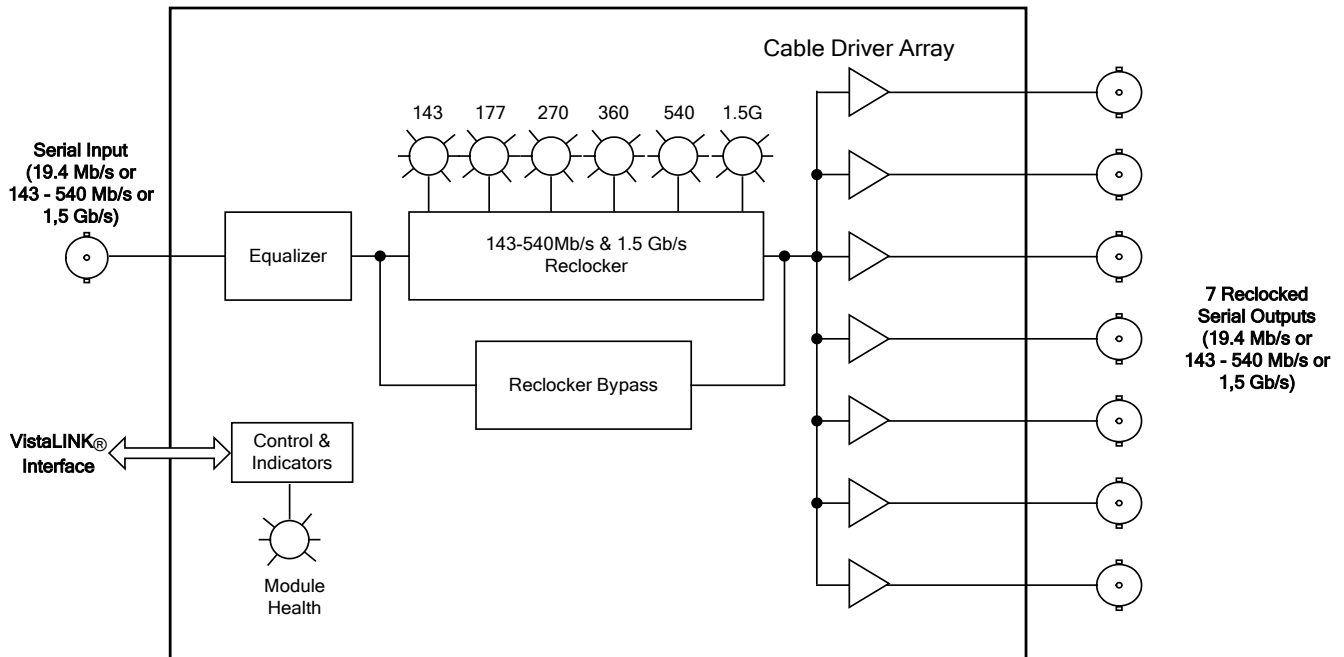 Cable Driver Array
143 177 270 360 540 1.5G
Serial Input
(19.4 Mb/s or
143 - 540 Mb/s or
1,5 Gb/s)
Equalizer
143-540Mb/s & 1.5 Gb/s
Reclocker
Reclocker Bypass
7 Reclocked
Serial Outputs
(19.4 Mb/s or
143 - 540 Mb/s or
1,5 Gb/s)
VistaLINK®
Interface
Control &
Indicators
Module
Health